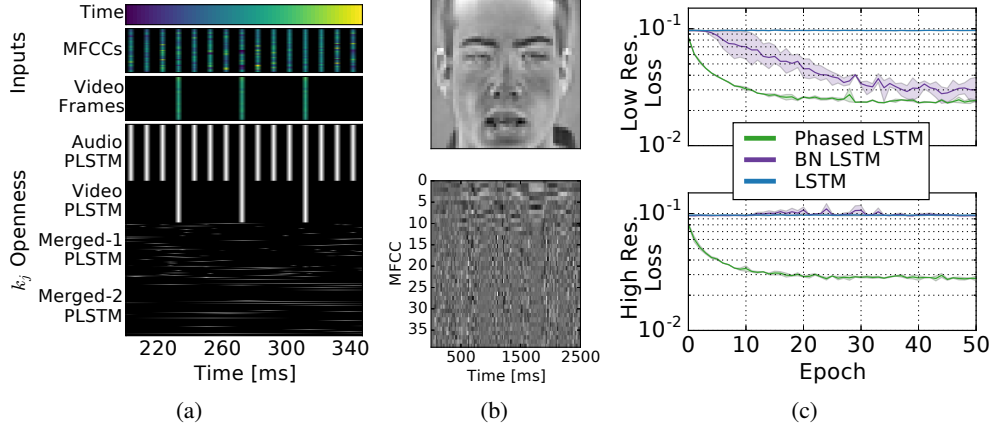 Inputs
Time
MFCCs
Video
Frames
k_j Openness
Audio
PLSTM
Video
PLSTM
Merged-1
PLSTM
Merged-2
PLSTM
220 260 300 340
Time [ms]
(a)
0
5
10
15
20
25
30
35
MFCC
500 1500 2500
Time [ms]
(b)
Low Res.
Loss
10^{-1}
10^{-2}
Phased LSTM
BN LSTM
LSTM
High Res.
Loss
10^{-1}
10^{-2}
0 10 20 30 40 50
Epoch
(c)